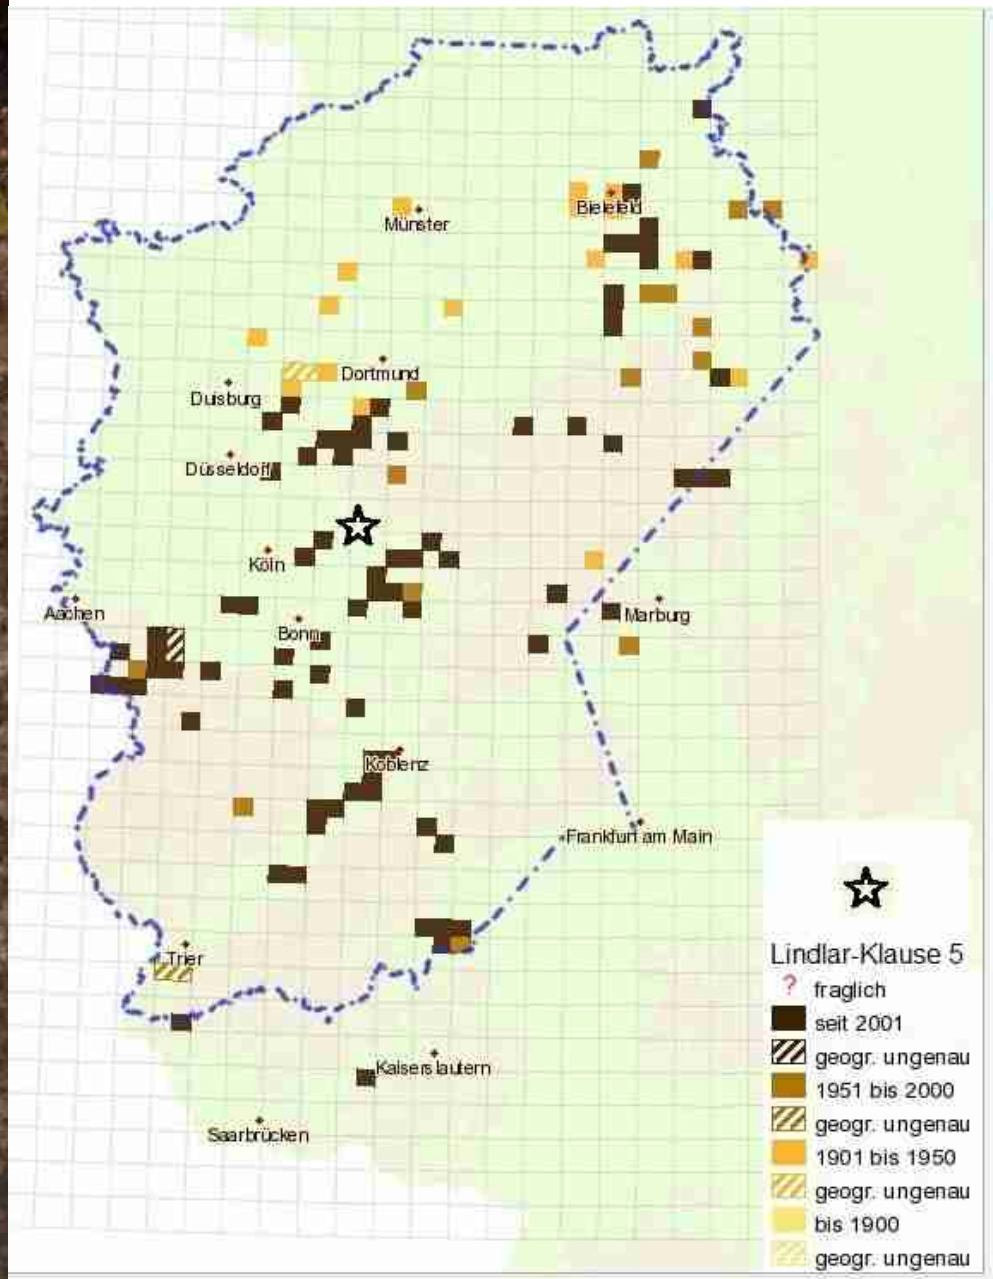 Bielefeld
Münster
Dortmund
Duisburg
Düsseldorf
Köln
Aachen
Marburg
Bonn
Koblenz
Frankfurt am Main
Trier
Kaiserslautern
Saarbrücken
Lindlar-Klause 5
? fraglich
seit 2001
geogr. ungenau
1951 bis 2000
geogr. ungenau
1901 bis 1950
geogr. ungenau
bis 1900
geogr. ungenau